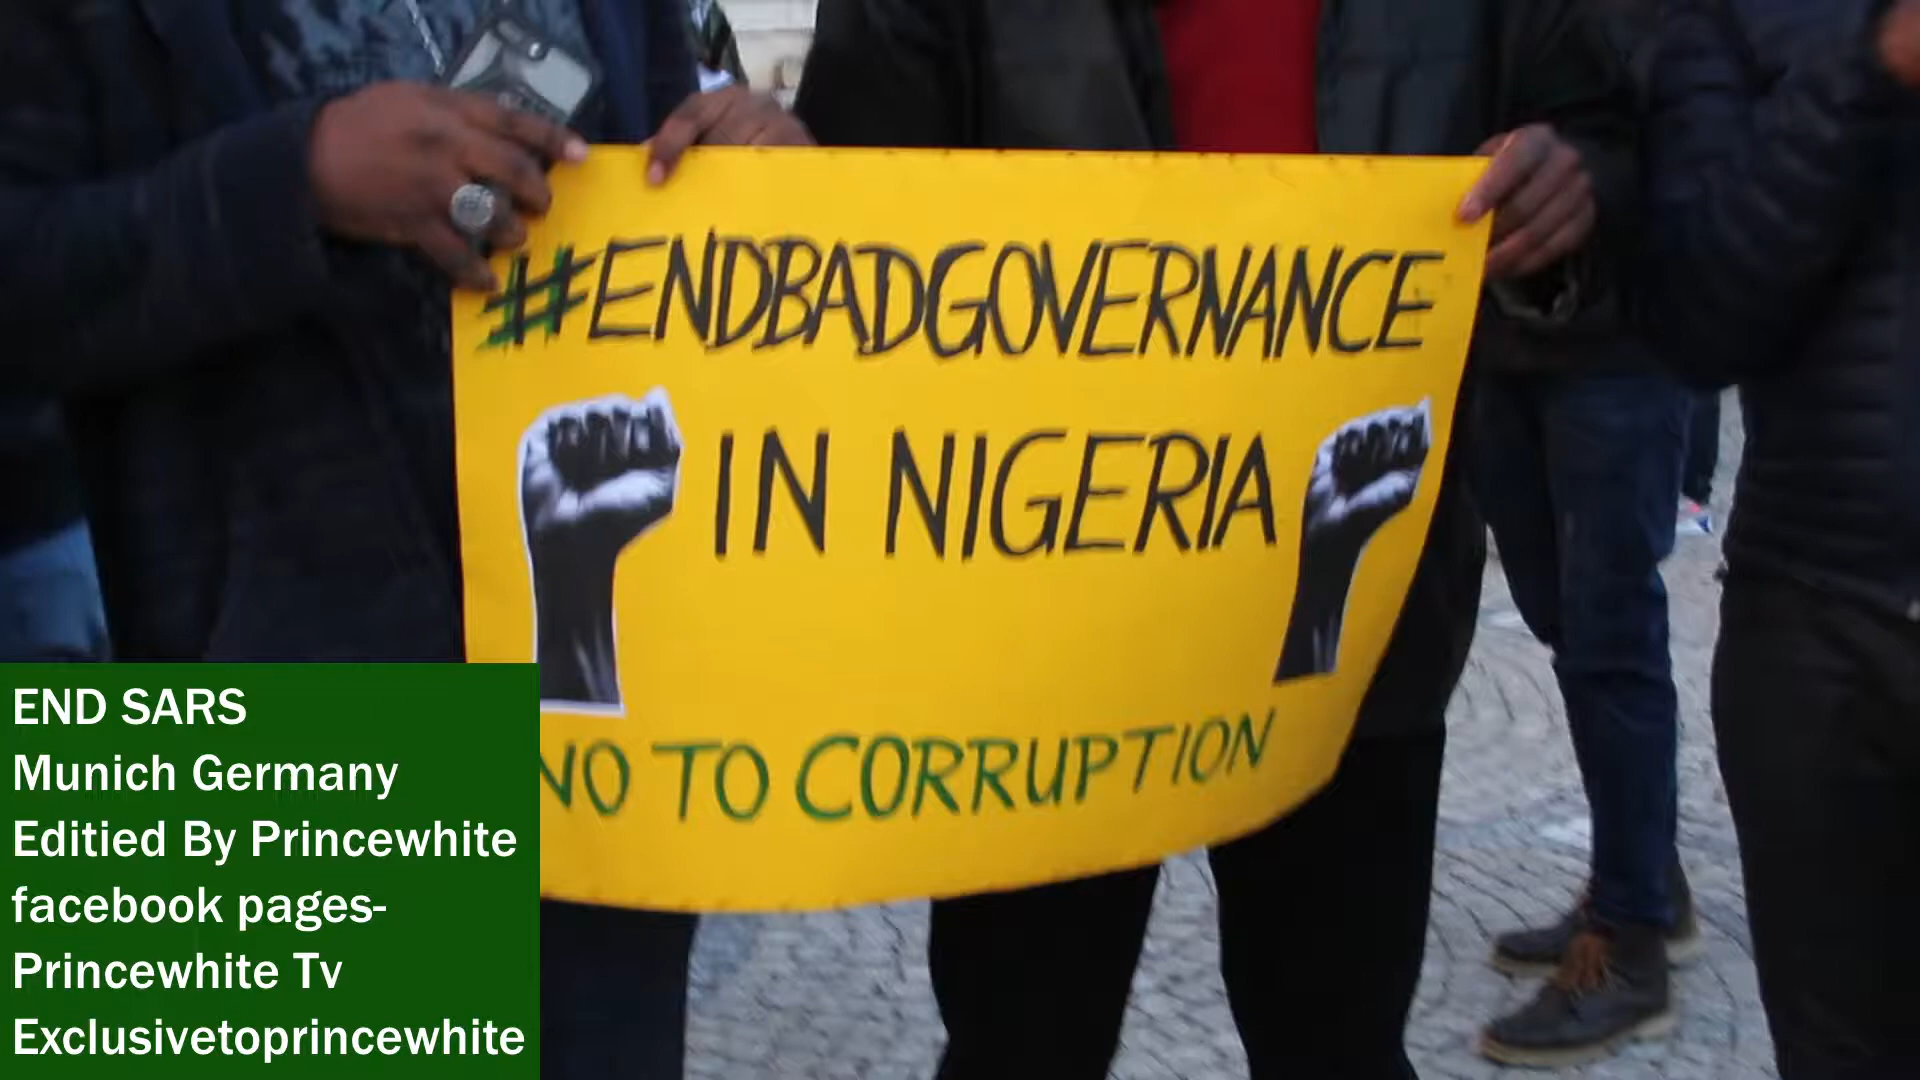 #ENDBADGOVERNANCE
IN NIGERIA
NO TO CORRUPTION
END SARS
Munich Germany
Editied By Princewhite
facebook pages-
Princewhite Tv
Exclusivetoprincewhite